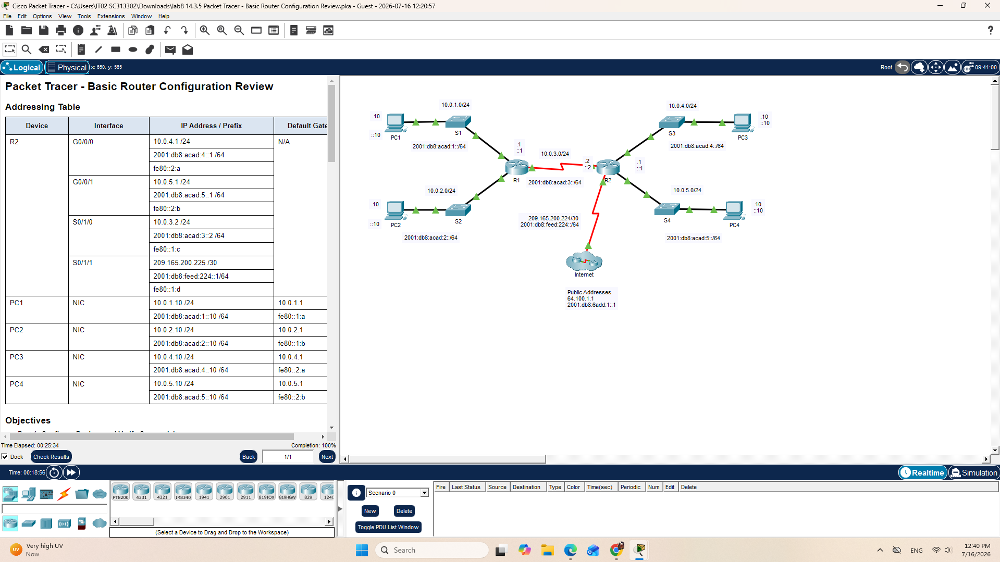 Cisco Packet Tracer - C:\Users\IT02 SC313302\Downloads\lab8 14.3.5 Packet Tracer - Basic Router Configuration Review.pka - Guest - 2026-07-16 12:20:57
File Edit Options View Tools Extensions Window Help
?
Logical Physical x: 650, y: 565 Root 09:41:00
Packet Tracer - Basic Router Configuration Review
Addressing Table
Device Interface IP Address / Prefix Default Gate
R2 G0/0/0 10.0.4.1 /24 N/A
2001:db8:acad:4::1 /64
fe80::2:a
G0/0/1 10.0.5.1 /24
2001:db8:acad:5::1 /64
fe80::2:b
S0/1/0 10.0.3.2 /24
2001:db8:acad:3::2 /64
fe80::1:c
S0/1/1 209.165.200.225 /30
2001:db8:feed:224::1/64
fe80::1:d
PC1 NIC 10.0.1.10 /24 10.0.1.1
2001:db8:acad:1::10 /64 fe80::1:a
PC2 NIC 10.0.2.10 /24 10.0.2.1
2001:db8:acad:2::10 /64 fe80::1:b
PC3 NIC 10.0.4.10 /24 10.0.4.1
2001:db8:acad:4::10 /64 fe80::2:a
PC4 NIC 10.0.5.10 /24 10.0.5.1
2001:db8:acad:5::10 /64 fe80::2:b
Objectives
Time Elapsed: 00:25:34 Completion: 100%
Dock Check Results Back 1/1 Next
10.0.1.0/24
.10
::10
PC1
S1
2001:db8:acad:1::/64
.1
::1
10.0.3.0/24
.2
::2
R1
2001:db8:acad:3::/64
R2
.1
::1
10.0.4.0/24
.10
::10
S3
PC3
2001:db8:acad:4::/64
10.0.2.0/24
.10
::10
PC2
S2
2001:db8:acad:2::/64
10.0.5.0/24
.10
::10
S4
PC4
2001:db8:acad:5::/64
209.165.200.224/30
2001:db8:feed:224::/64
Internet
Public Addresses
64.100.1.1
2001:db8:6add:1::1
Time: 00:18:56 Realtime Simulation
PT8200 4331 4321 IR8340 1941 2901 2911 819IOX 819HGW 829 124
(Select a Device to Drag and Drop to the Workspace)
Scenario 0
New Delete
Toggle PDU List Window
Fire Last Status Source Destination Type Color Time(sec) Periodic Num Edit Delete
UV
Very high UV
Now
Search
ENG
12:40 PM
7/16/2026